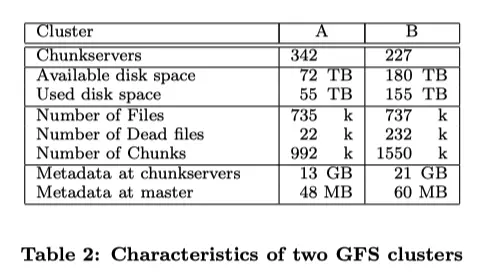 Cluster A B
Chunkservers 342 227
Available disk space 72 TB 180 TB
Used disk space 55 TB 155 TB
Number of Files 735 k 737 k
Number of Dead files 22 k 232 k
Number of Chunks 992 k 1550 k
Metadata at chunkservers 13 GB 21 GB
Metadata at master 48 MB 60 MB
Table 2: Characteristics of two GFS clusters